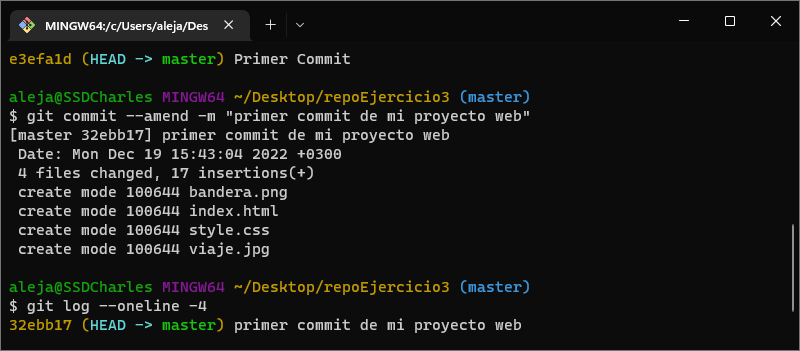 MINGW64:/c/Users/aleja/Des
e3efa1d (HEAD -> master) Primer Commit
aleja@SSDCharles MINGW64 ~/Desktop/repoEjercicio3 (master)
$ git commit --amend -m "primer commit de mi proyecto web"
[master 32ebb17] primer commit de mi proyecto web
 Date: Mon Dec 19 15:43:04 2022 +0300
 4 files changed, 17 insertions(+)
 create mode 100644 bandera.png
 create mode 100644 index.html
 create mode 100644 style.css
 create mode 100644 viaje.jpg
aleja@SSDCharles MINGW64 ~/Desktop/repoEjercicio3 (master)
$ git log --oneline -4
32ebb17 (HEAD -> master) primer commit de mi proyecto web